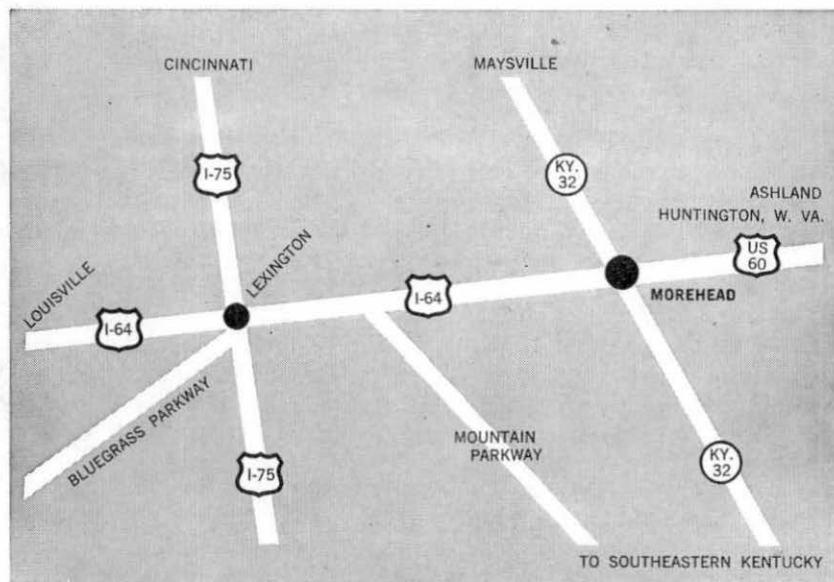 CINCINNATI
MAYSVILLE
I-75
KY.
32
ASHLAND
HUNTINGTON, W. VA.
US
60
LOUISVILLE
LEXINGTON
I-64
I-64
MOREHEAD
BLUEGRASS PARKWAY
MOUNTAIN
PARKWAY
I-75
KY.
32
TO SOUTHEASTERN KENTUCKY